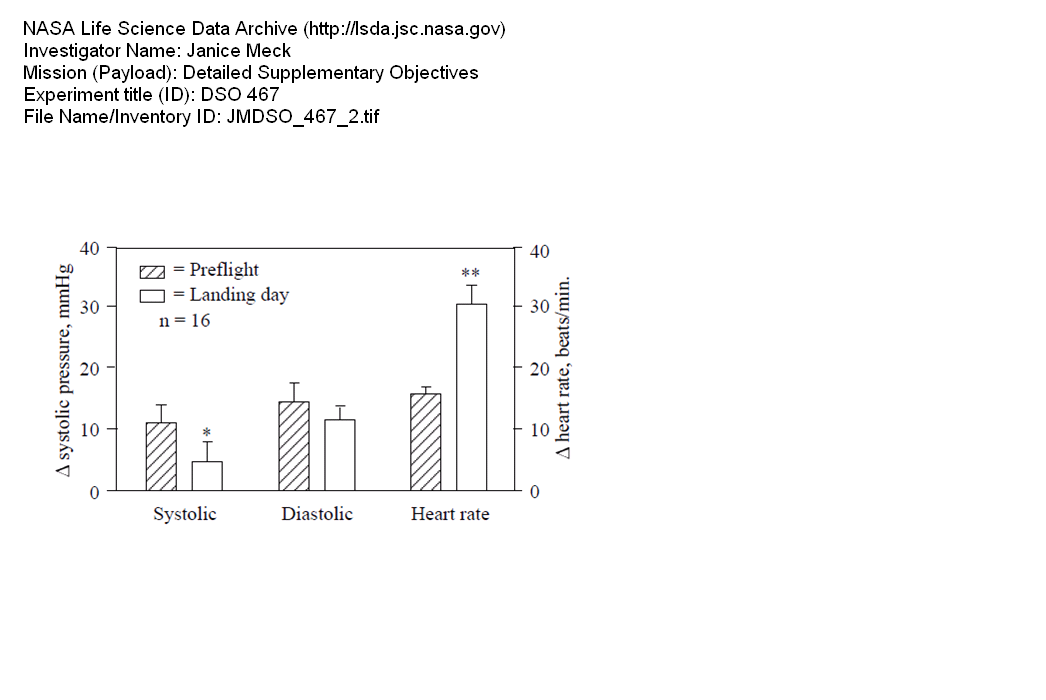 NASA Life Science Data Archive (http://lsda.jsc.nasa.gov)
Investigator Name: Janice Meck
Mission (Payload): Detailed Supplementary Objectives
Experiment title (ID): DSO 467
File Name/Inventory ID: JMDSO_467_2.tif
Δ systolic pressure, mmHg
40
30
20
10
0
= Preflight
= Landing day
n = 16
*
**
40
30
20
10
0
Δ heart rate, beats/min.
Systolic
Diastolic
Heart rate